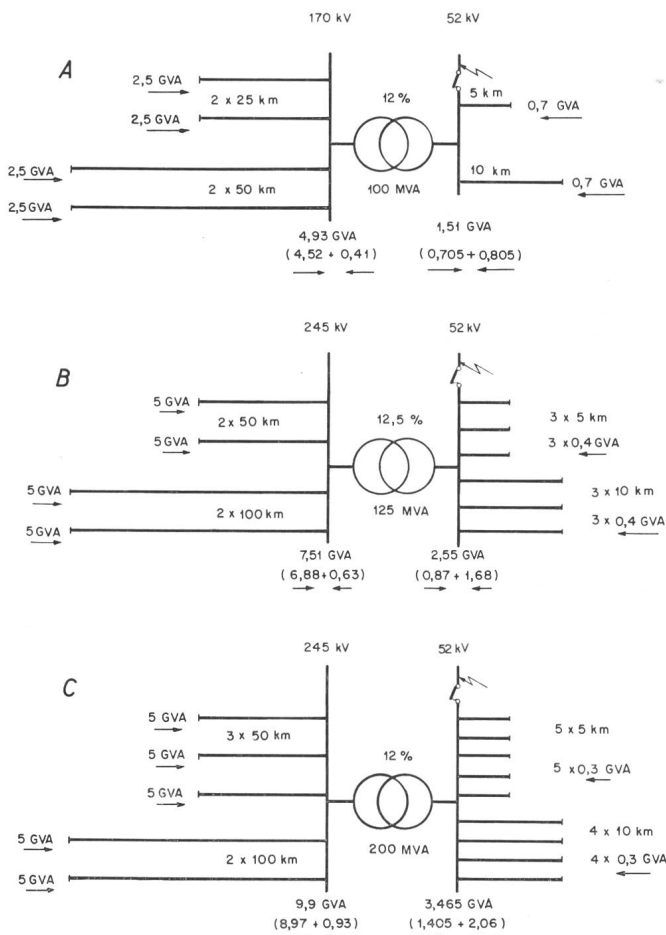 170 kV 52 kV
A
2,5 GVA
2 x 25 km
2,5 GVA
12 %
5 km
0,7 GVA
2,5 GVA
2 x 50 km
2,5 GVA
100 MVA
10 km
0,7 GVA
4,93 GVA
(4,52 + 0,41)
1,51 GVA
(0,705 + 0,805)
245 kV 52 kV
B
5 GVA
2 x 50 km
5 GVA
12,5 %
3 x 5 km
3 x 0,4 GVA
5 GVA
2 x 100 km
5 GVA
125 MVA
3 x 10 km
3 x 0,4 GVA
7,51 GVA
(6,88 + 0,63)
2,55 GVA
(0,87 + 1,68)
245 kV 52 kV
C
5 GVA
3 x 50 km
5 GVA
5 GVA
12 %
5 x 5 km
5 x 0,3 GVA
5 GVA
2 x 100 km
5 GVA
200 MVA
4 x 10 km
4 x 0,3 GVA
9,9 GVA
(8,97 + 0,93)
3,465 GVA
(1,405 + 2,06)